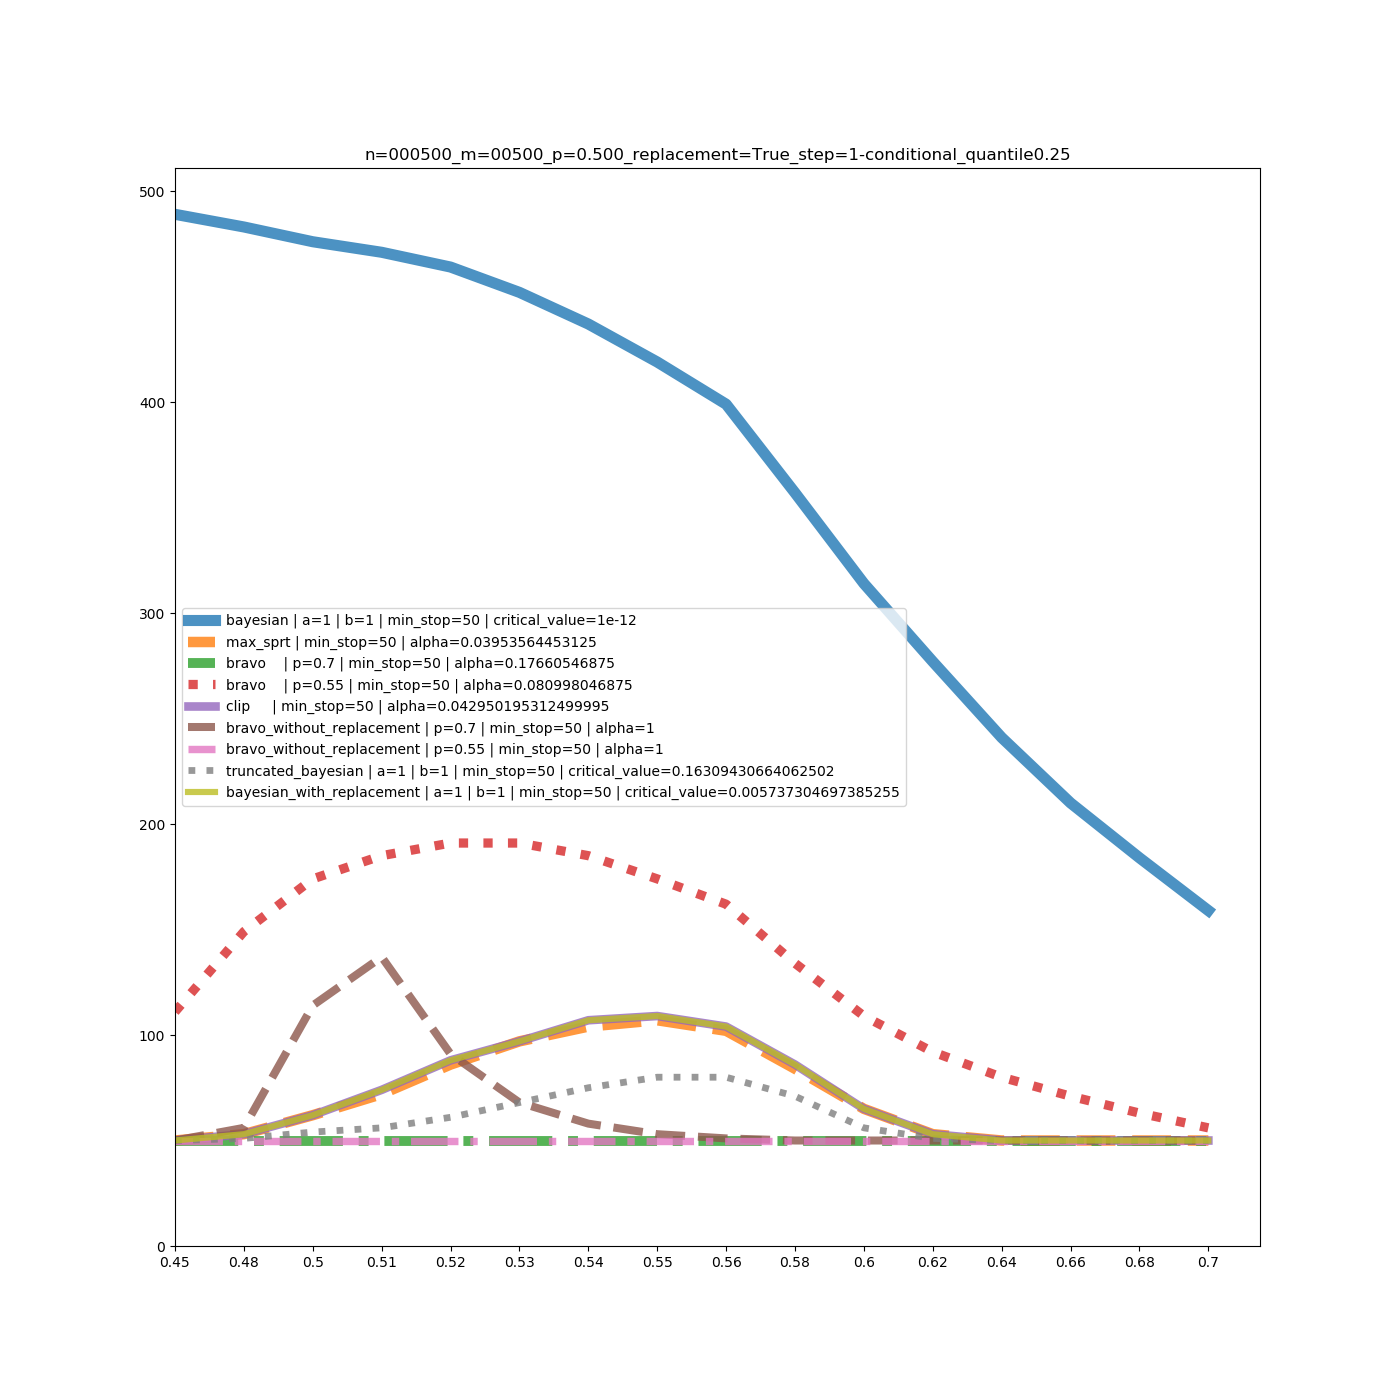 n=000500_m=00500_p=0.500_replacement=True_step=1-conditional_quantile0.25
500
400
300
bayesian | a=1 | b=1 | min_stop=50 | critical_value=1e-12
max_sprt | min_stop=50 | alpha=0.03953564453125
bravo | p=0.7 | min_stop=50 | alpha=0.17660546875
bravo | p=0.55 | min_stop=50 | alpha=0.080998046875
clip | min_stop=50 | alpha=0.042950195312499995
bravo_without_replacement | p=0.7 | min_stop=50 | alpha=1
bravo_without_replacement | p=0.55 | min_stop=50 | alpha=1
truncated_bayesian | a=1 | b=1 | min_stop=50 | critical_value=0.16309430664062502
bayesian_with_replacement | a=1 | b=1 | min_stop=50 | critical_value=0.005737304697385255
200
100
0
0.45 0.48 0.5 0.51 0.52 0.53 0.54 0.55 0.56 0.58 0.6 0.62 0.64 0.66 0.68 0.7